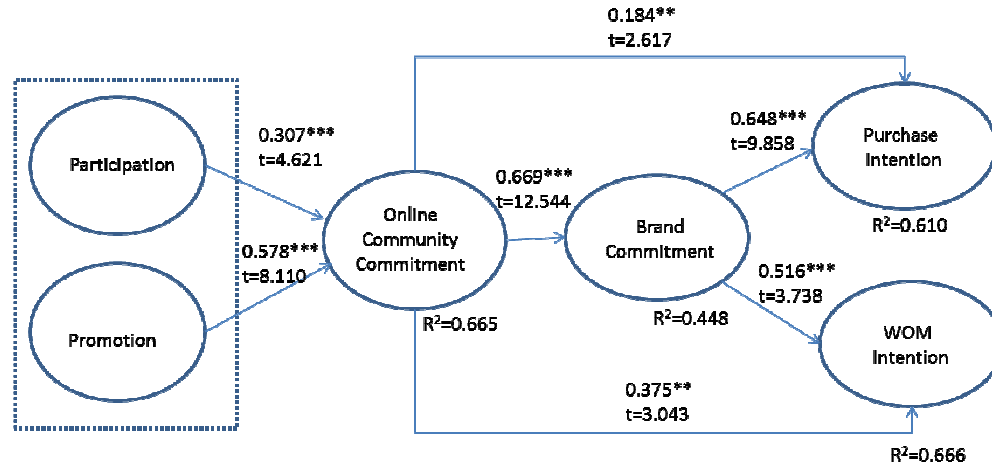 0.184**
t=2.617
Participation
0.307***
t=4.621
Promotion
0.578***
t=8.110
Online
Community
Commitment
R²=0.665
0.669***
t=12.544
Brand
Commitment
R²=0.448
0.648***
t=9.858
Purchase
Intention
R²=0.610
0.516***
t=3.738
WOM
Intention
0.375**
t=3.043
R²=0.666